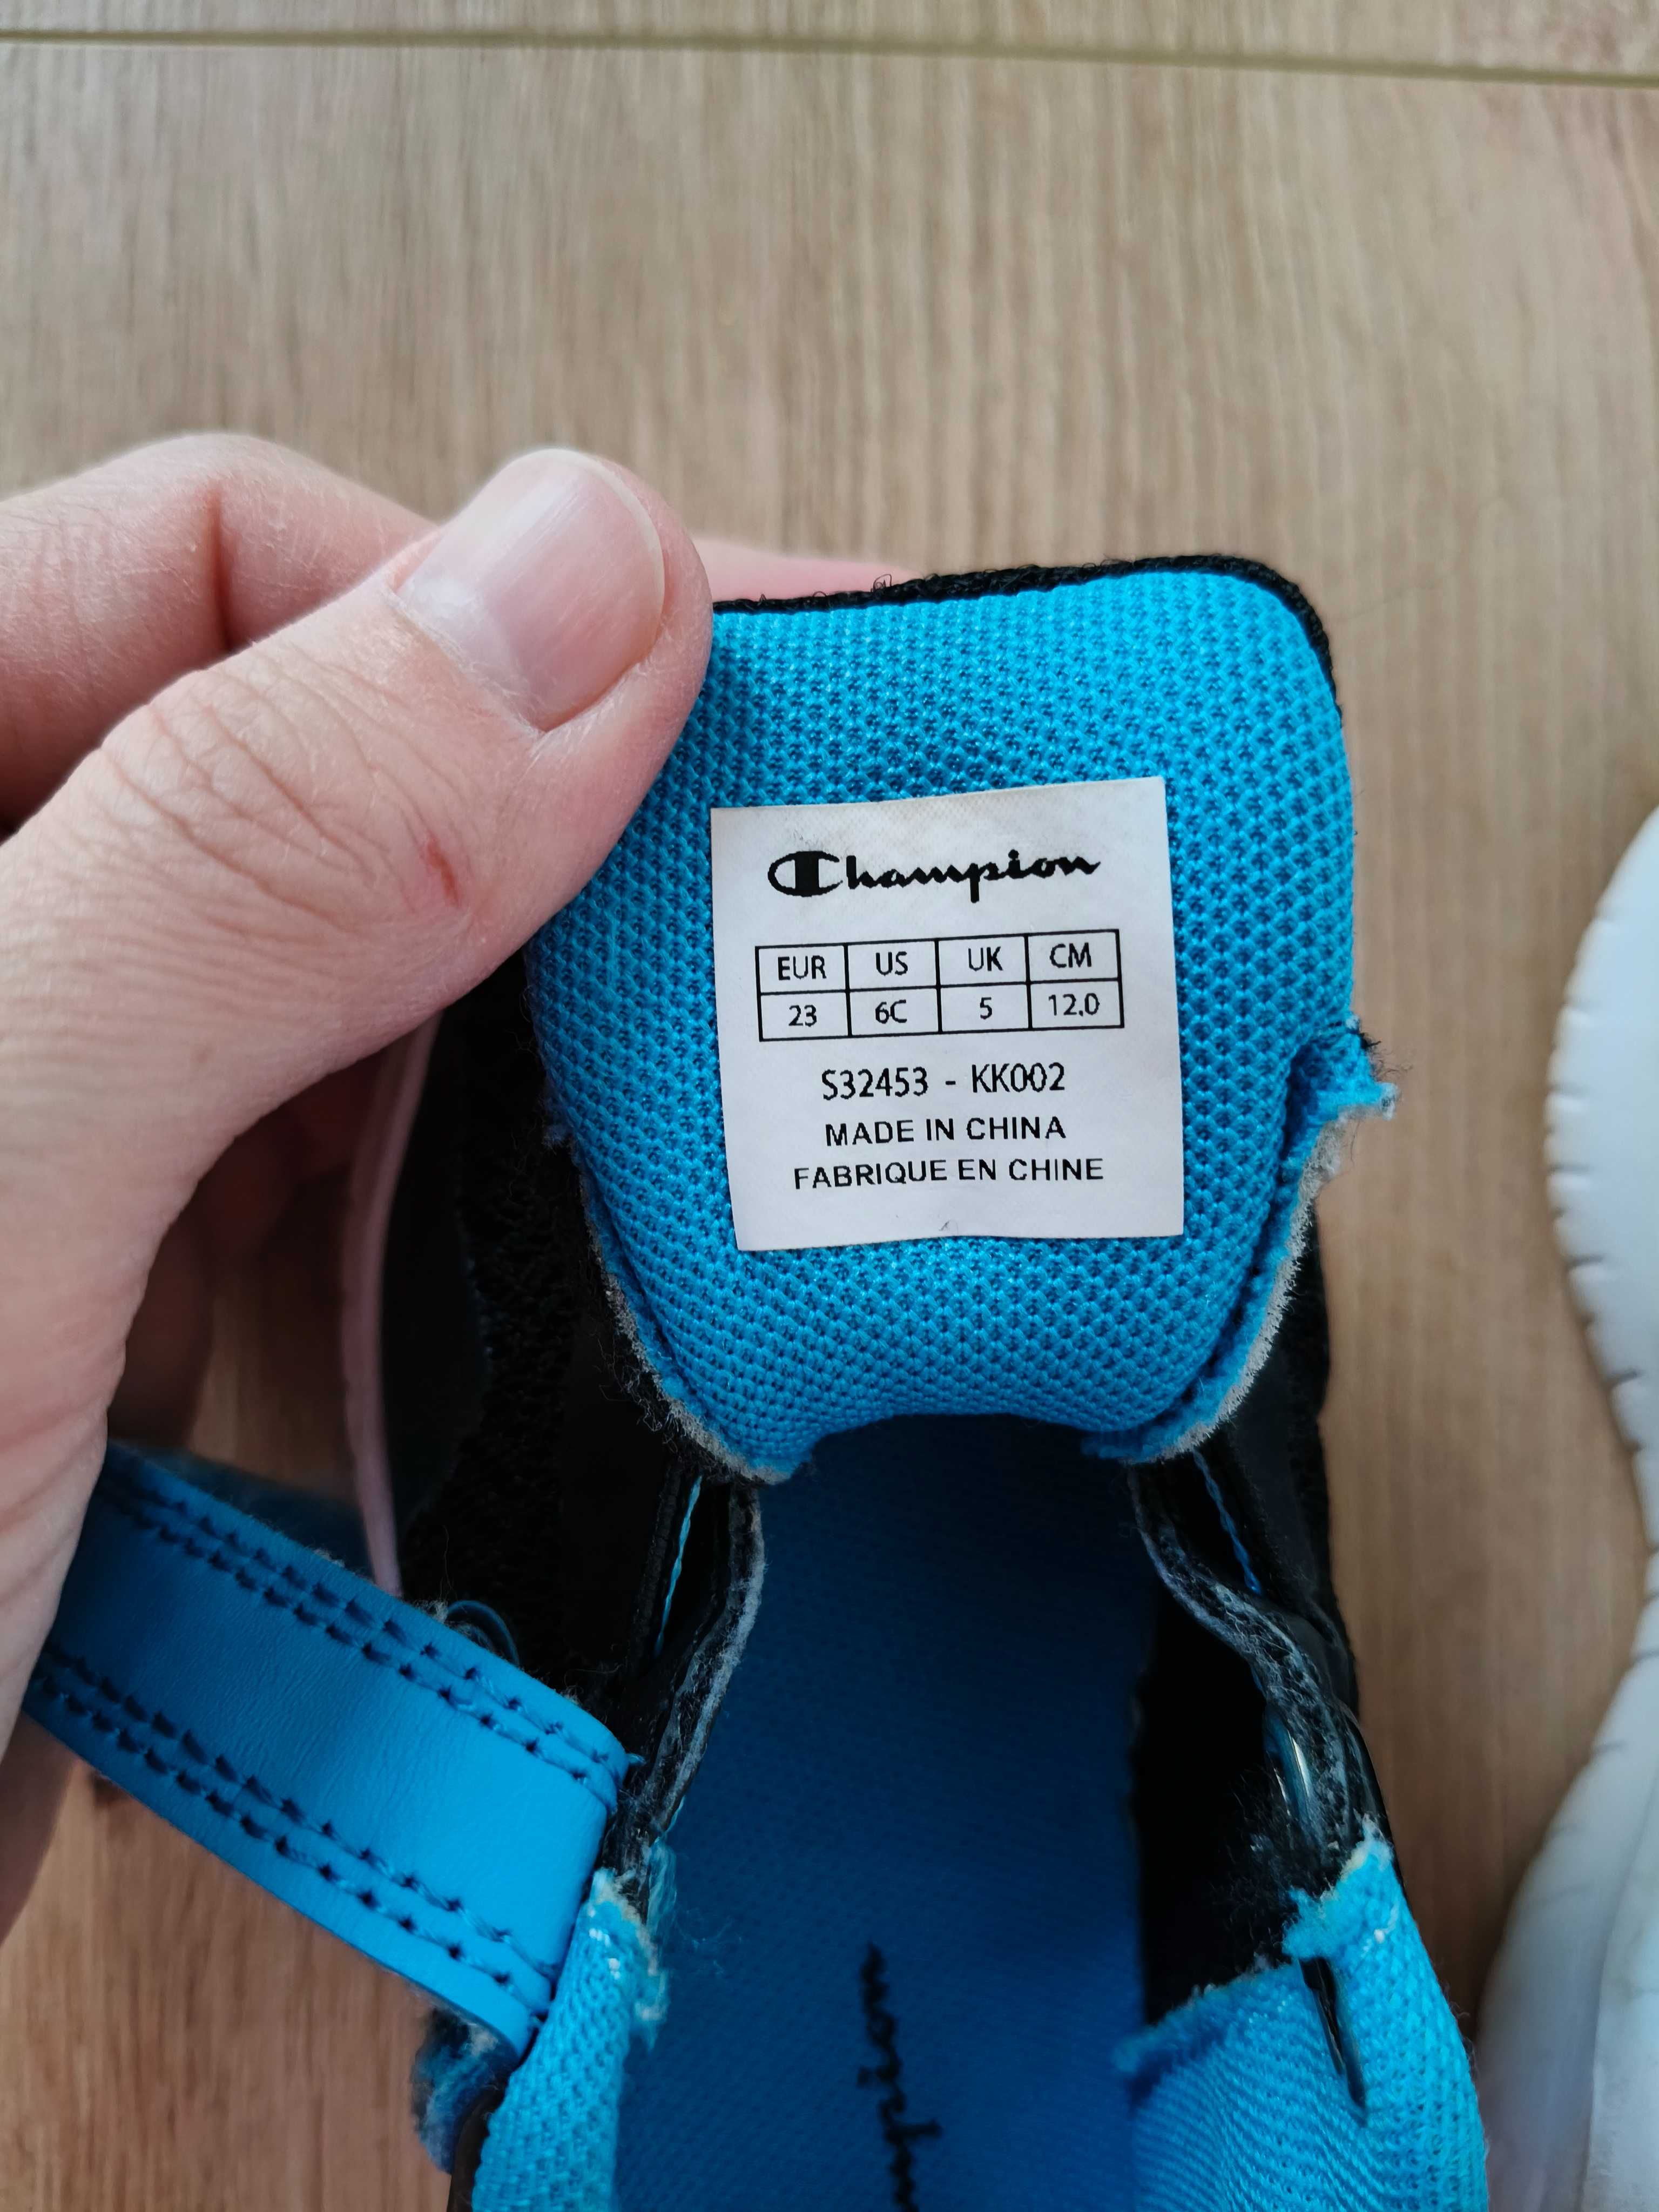 Champion
EUR US UK CM
23 6C 5 12.0
S32453 - KK002
MADE IN CHINA
FABRIQUE EN CHINE